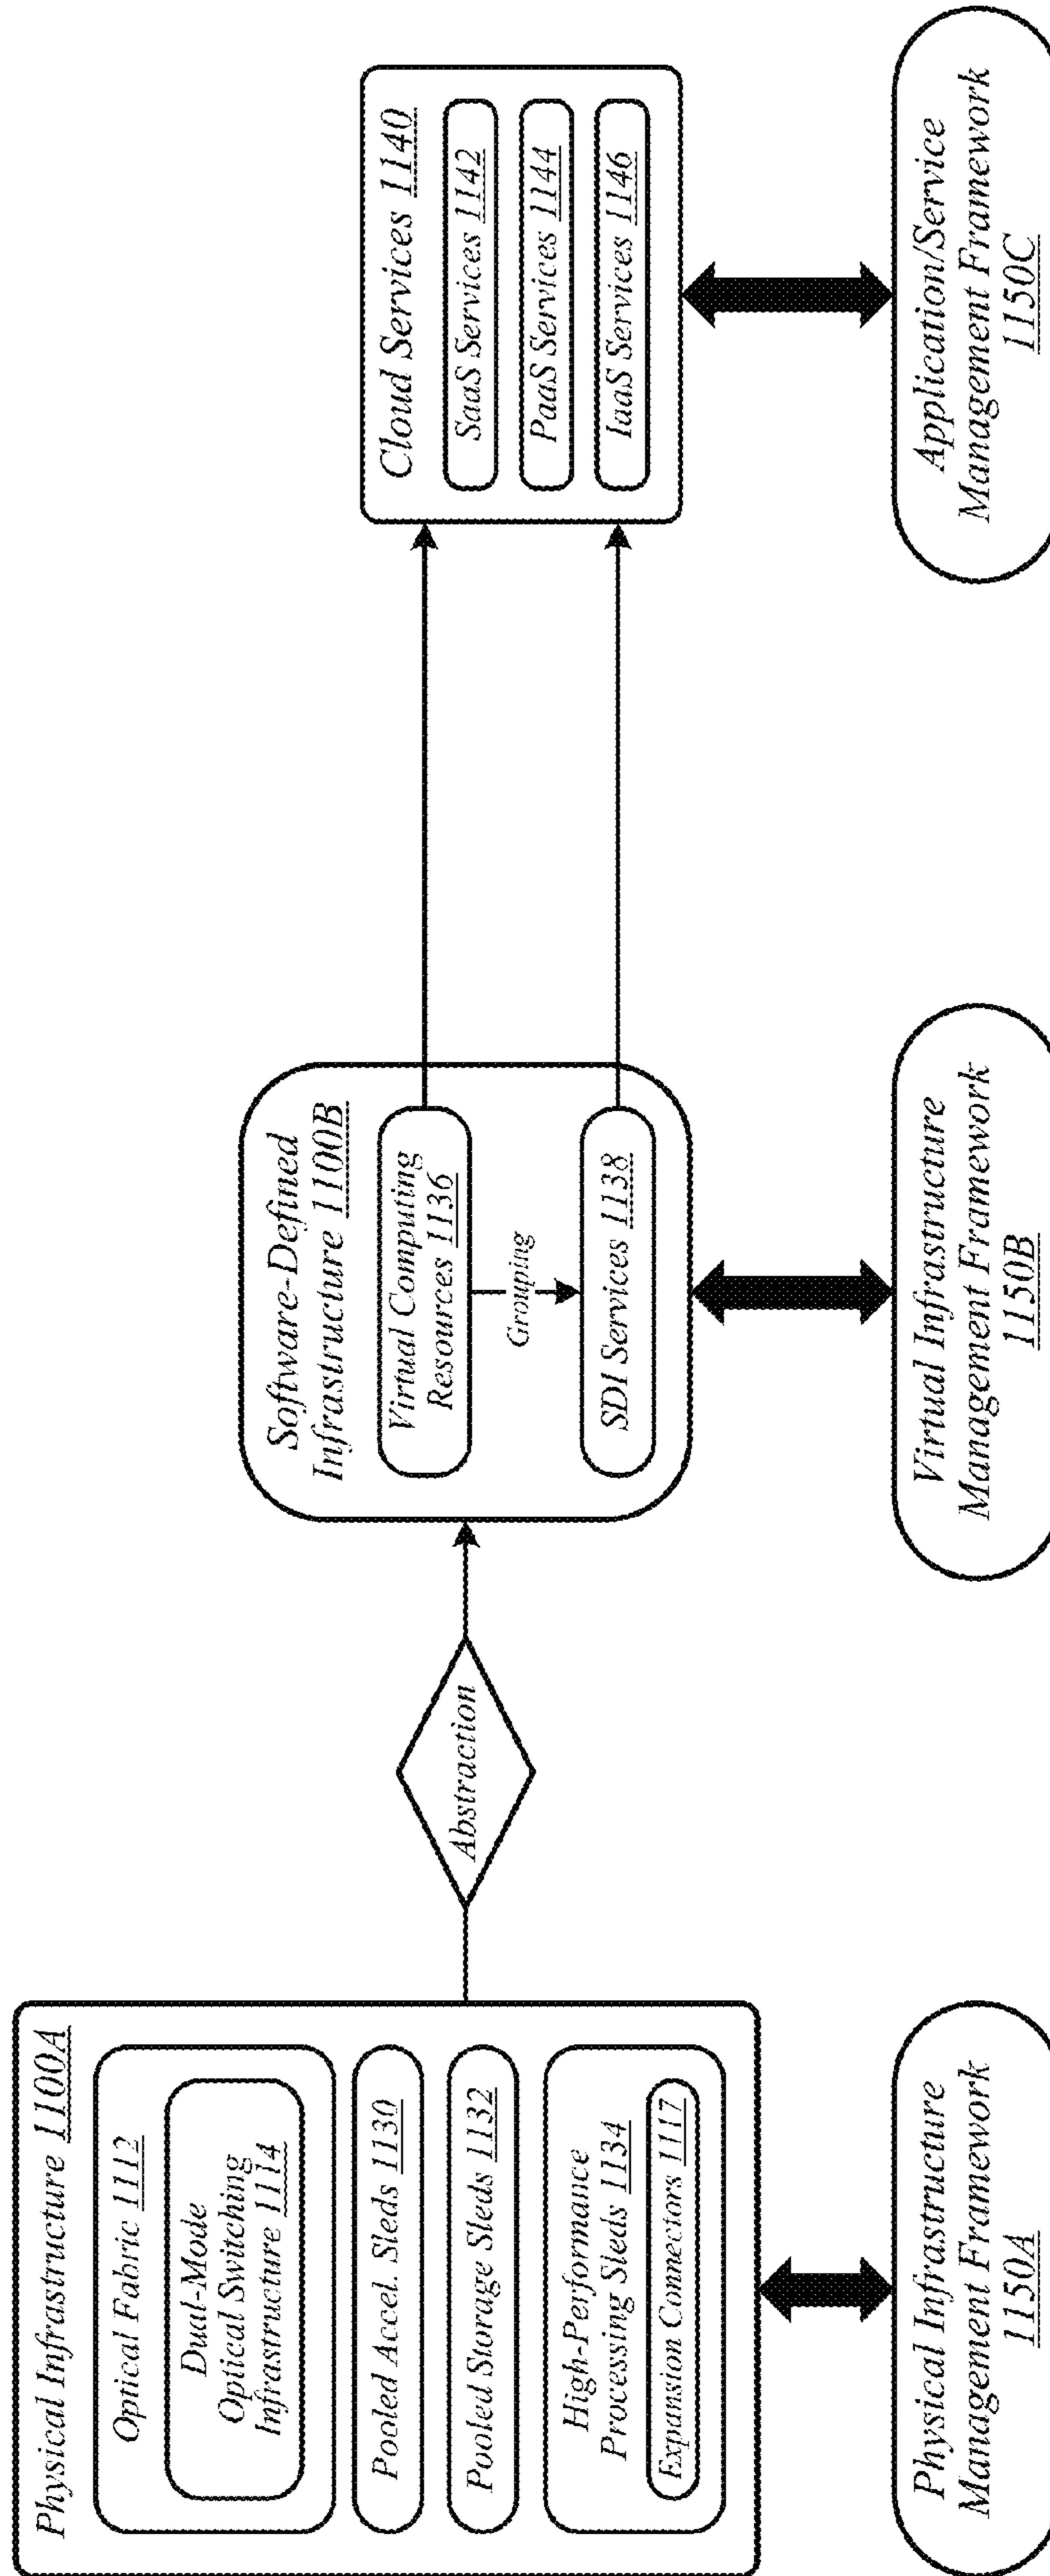 Physical Infrastructure 1100A
Optical Fabric 1112
Dual-Mode
Optical Switching
Infrastructure 1114
Pooled Accel. Sleds 1130
Pooled Storage Sleds 1132
High-Performance
Processing Sleds 1134
Expansion Connectors 1117
Physical Infrastructure
Management Framework
1150A
Abstraction
Software-Defined
Infrastructure 1100B
Virtual Computing
Resources 1136
Grouping
SDI Services 1138
Virtual Infrastructure
Management Framework
1150B
Cloud Services 1140
SaaS Services 1142
PaaS Services 1144
IaaS Services 1146
Application/Service
Management Framework
1150C